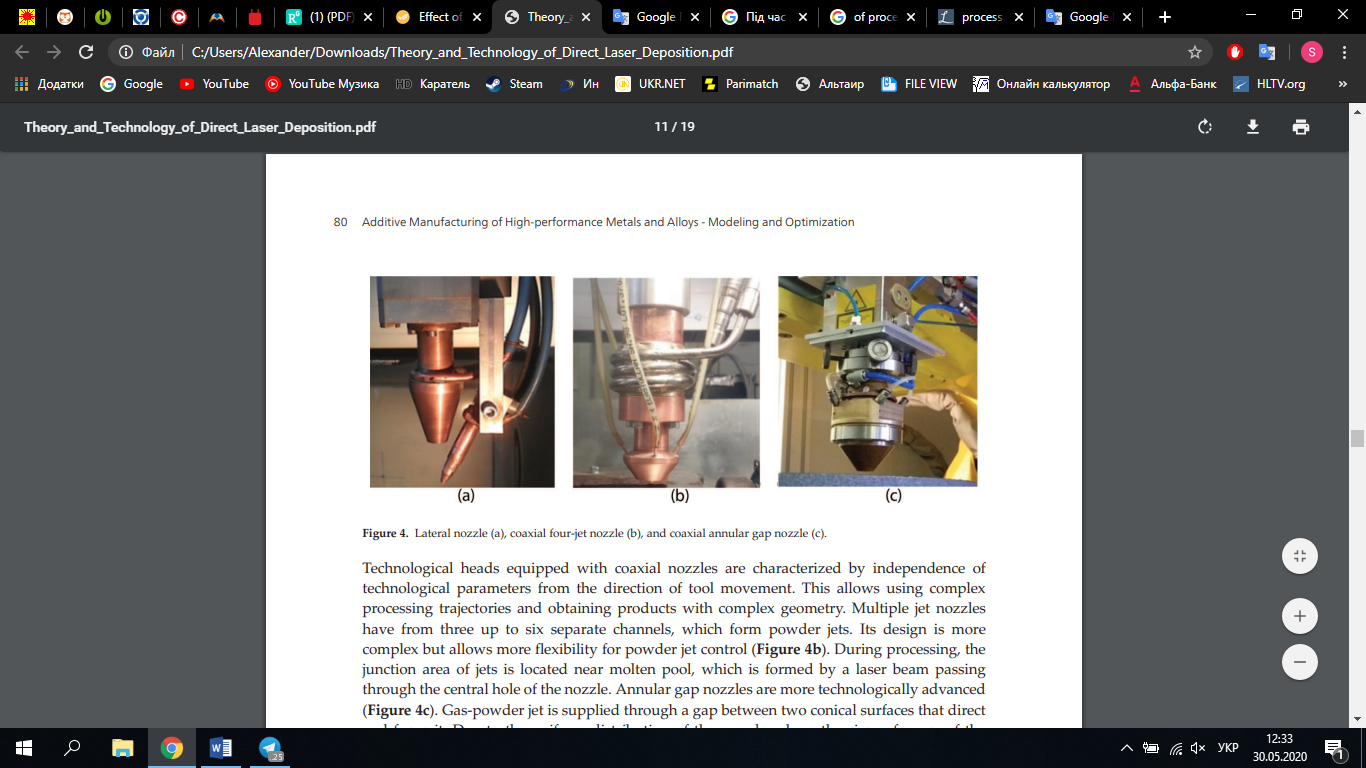 (1) (PDF)
Effect of
Theory_
Google
Під час
of proce
process
Google
Файл
C:/Users/Alexander/Downloads/Theory_and_Technology_of_Direct_Laser_Deposition.pdf
S
Додатки Google YouTube YouTube Музика HD Каратель Steam Ин UKR.NET Parimatch Альтаир FILE VIEW Онлайн калькулятор Альфа-Банк HLTV.org »
Theory_and_Technology_of_Direct_Laser_Deposition.pdf
11 / 19
80 Additive Manufacturing of High-performance Metals and Alloys - Modeling and Optimization
(a) (b) (c)
Figure 4. Lateral nozzle (a), coaxial four-jet nozzle (b), and coaxial annular gap nozzle (c).
Technological heads equipped with coaxial nozzles are characterized by independence of
technological parameters from the direction of tool movement. This allows using complex
processing trajectories and obtaining products with complex geometry. Multiple jet nozzles
have from three up to six separate channels, which form powder jets. Its design is more
complex but allows more flexibility for powder jet control (Figure 4b). During processing, the
junction area of jets is located near molten pool, which is formed by a laser beam passing
through the central hole of the nozzle. Annular gap nozzles are more technologically advanced
(Figure 4c). Gas-powder jet is supplied through a gap between two conical surfaces that direct
25
УКР
12:33
30.05.2020
1